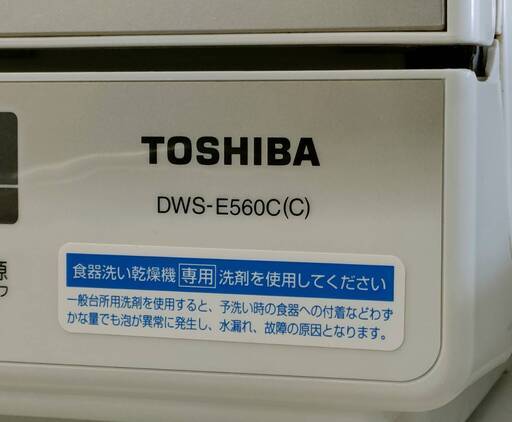 TOSHIBA
DWS-E560C(C)
食器洗い乾燥機 専用 洗剤を使用してください
一般台所用洗剤を使用すると、予洗い時の食器への付着などわず
かな量でも泡が異常に発生し、水漏れ、故障の原因となります。
源
フ